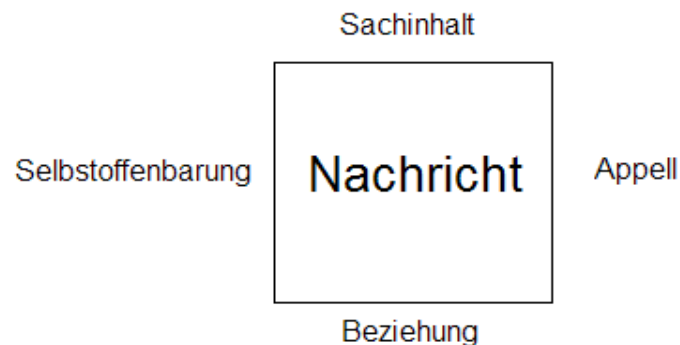 Sachinhalt
Selbstoffenbarung
Nachricht
Appell
Beziehung